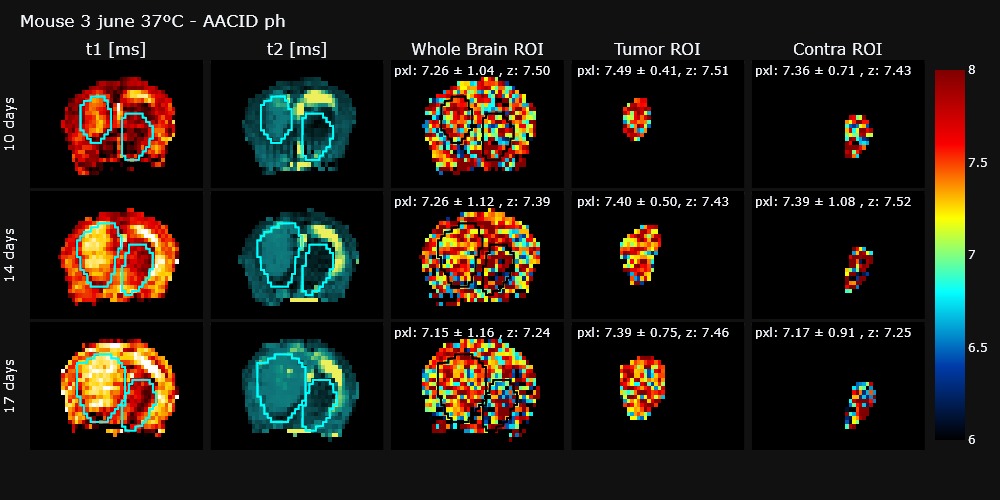 Mouse 3 june 37ºC - AACID ph
t1 [ms] t2 [ms] Whole Brain ROI Tumor ROI Contra ROI
10 days
pxl: 7.26 ± 1.04 , z: 7.50 pxl: 7.49 ± 0.41, z: 7.51 pxl: 7.36 ± 0.71 , z: 7.43
14 days
pxl: 7.26 ± 1.12 , z: 7.39 pxl: 7.40 ± 0.50, z: 7.43 pxl: 7.39 ± 1.08 , z: 7.52
17 days
pxl: 7.15 ± 1.16 , z: 7.24 pxl: 7.39 ± 0.75, z: 7.46 pxl: 7.17 ± 0.91 , z: 7.25
8
7.5
7
6.5
6